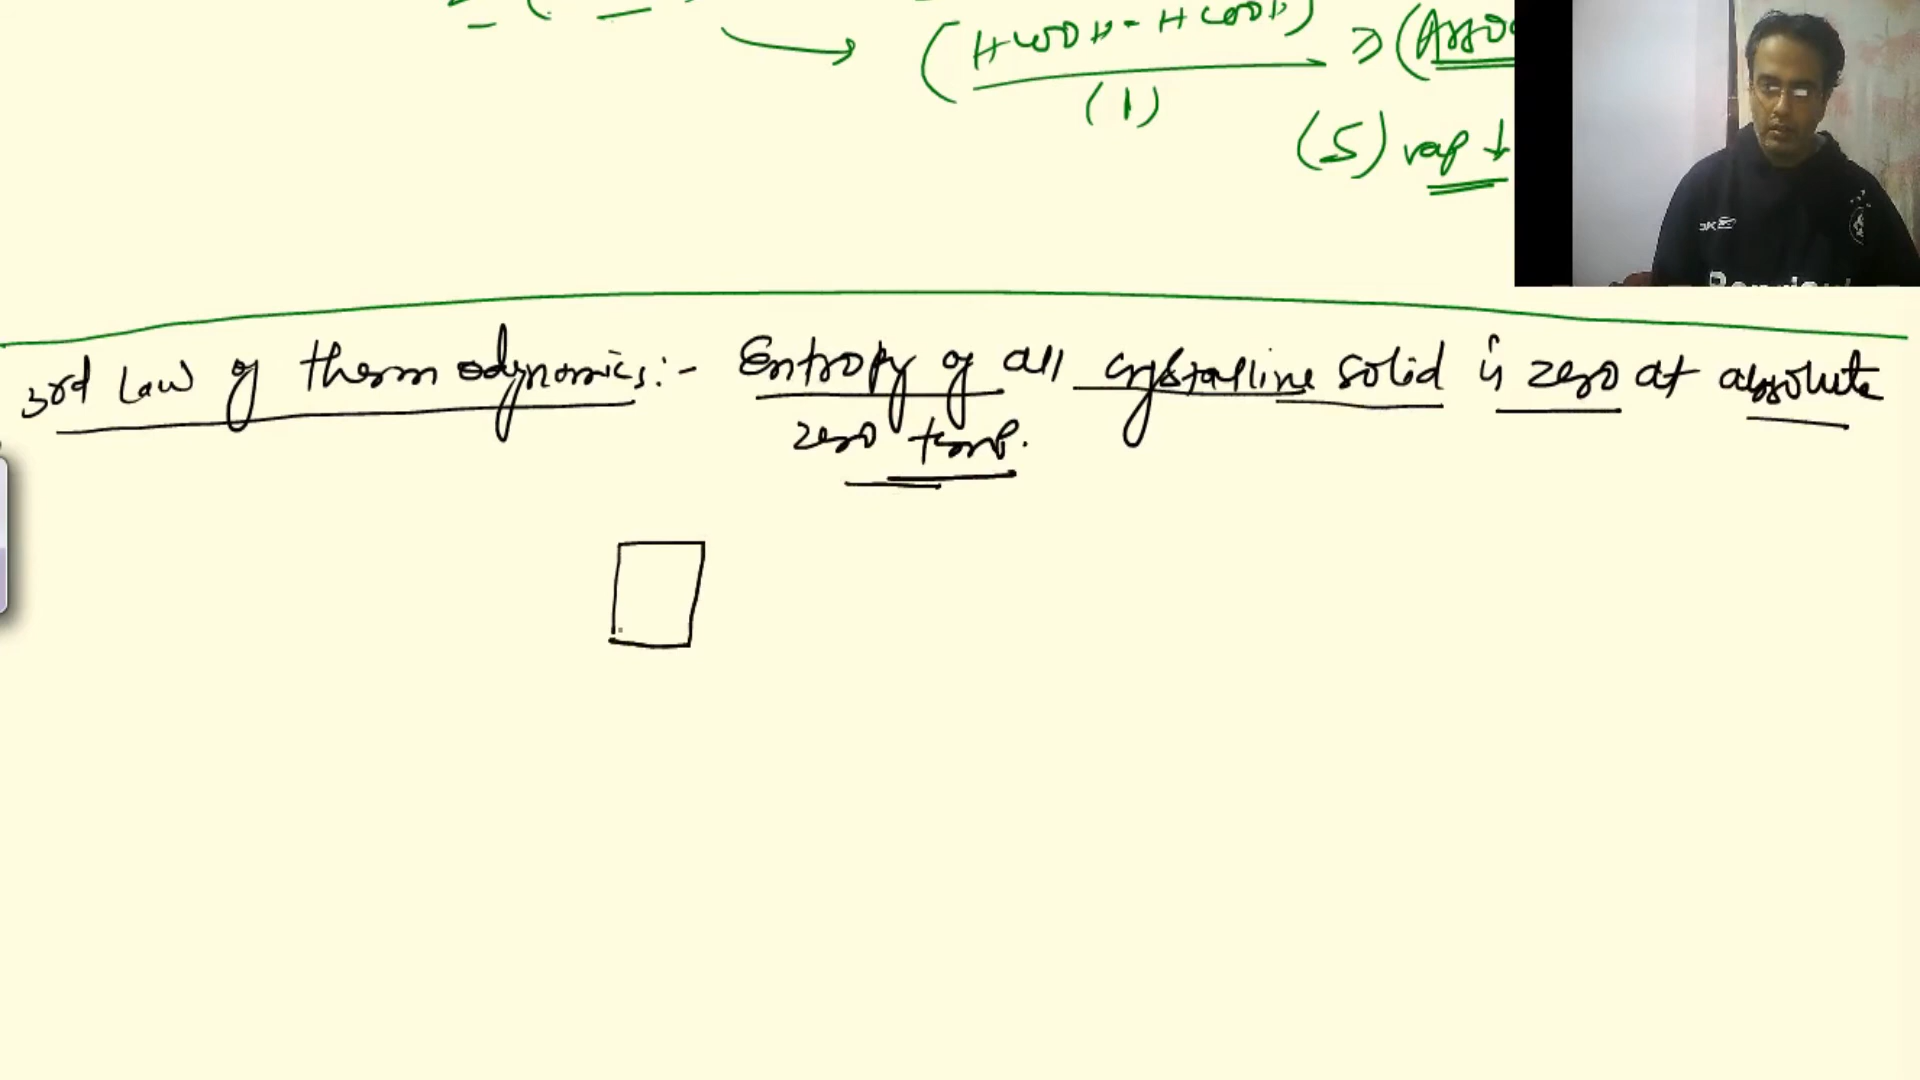 (HCOOH - HCOOH)
(1)
(S) vap ↓
3rd Law of thermodynamics:- Entropy of all crystalline solid is zero at absolute
zero temp.